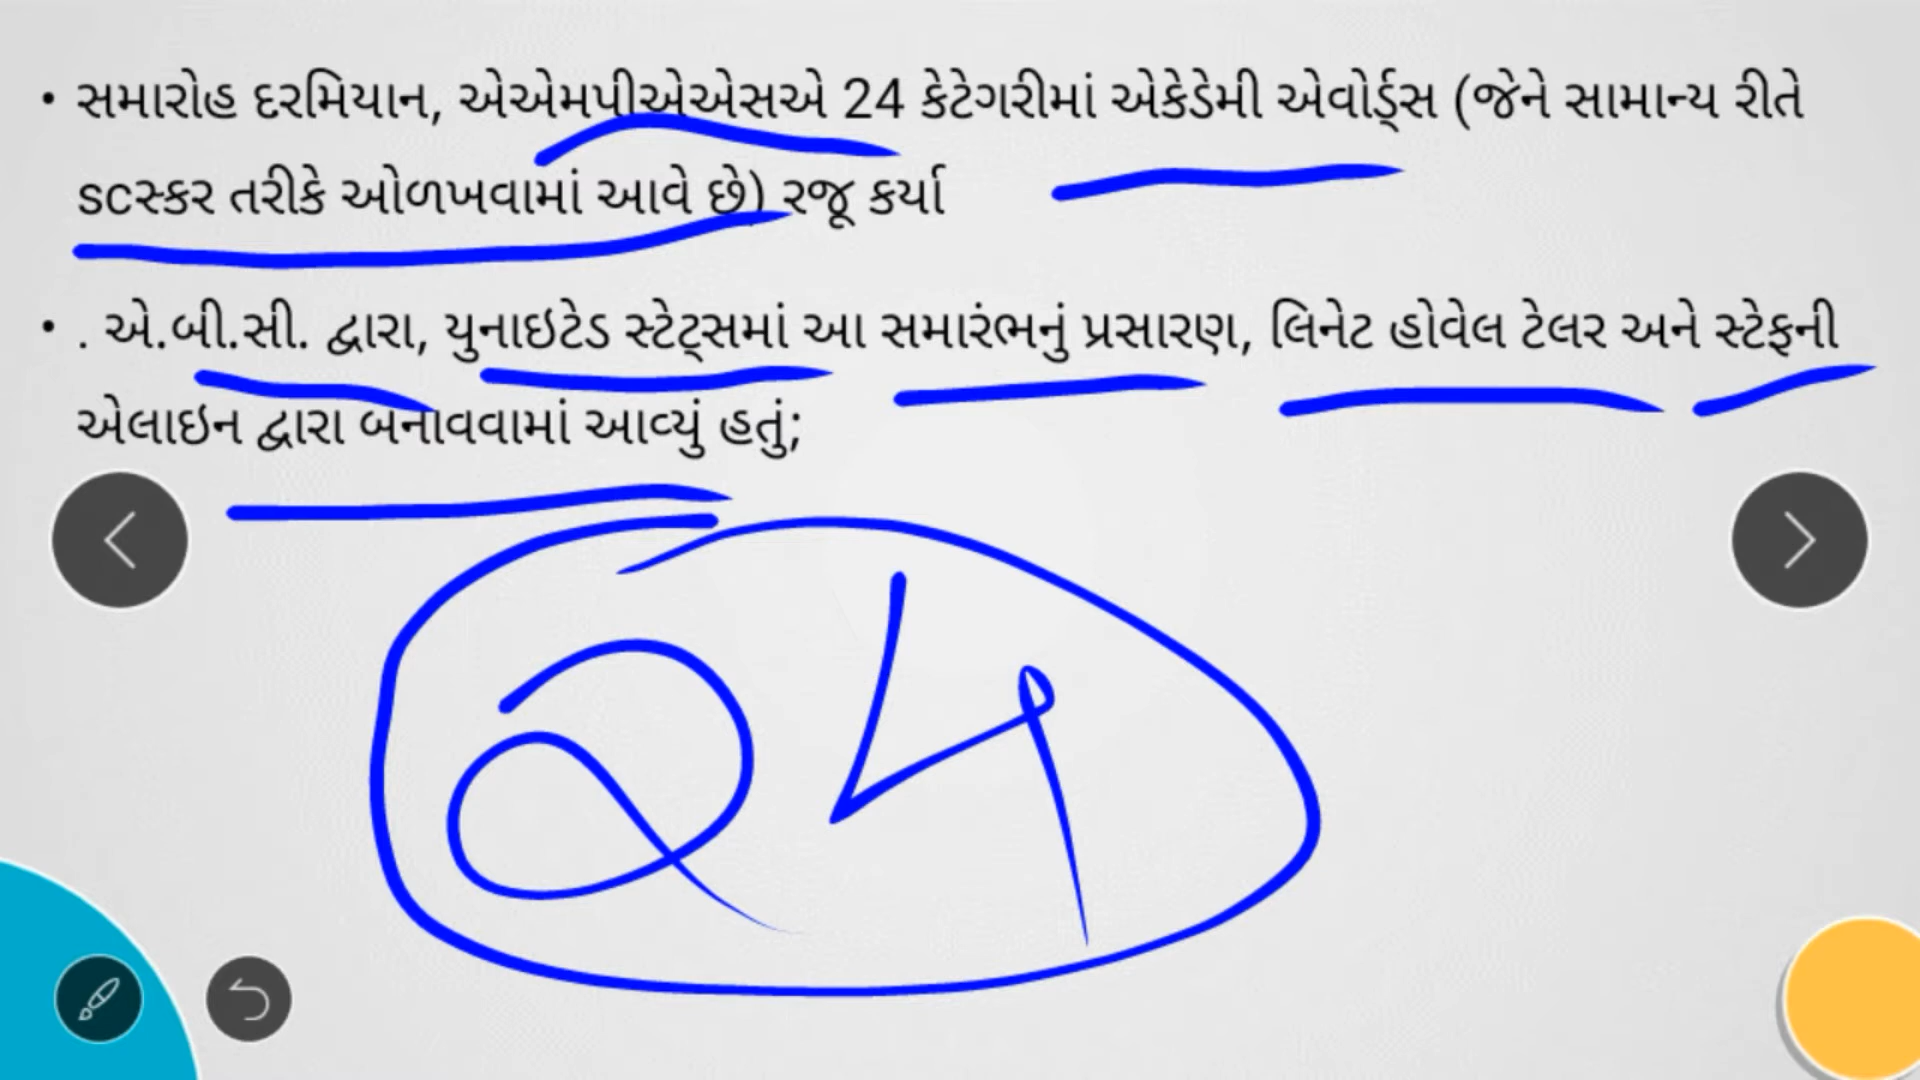 • સમારોહ દરમિયાન, એએમપીએએસએ 24 કેટેગરીમાં એકેડેમી એવોર્ડ્સ (જેને સામાન્ય રીતે
scસ્કર તરીકે ઓળખવામાં આવે છે) રજૂ કર્યા
• . એ.બી.સી. દ્વારા, યુનાઇટેડ સ્ટેટ્સમાં આ સમારંભનું પ્રસારણ, લિનેટ હોવેલ ટેલર અને સ્ટેફની
એલાઇન દ્વારા બનાવવામાં આવ્યું હતું;
24